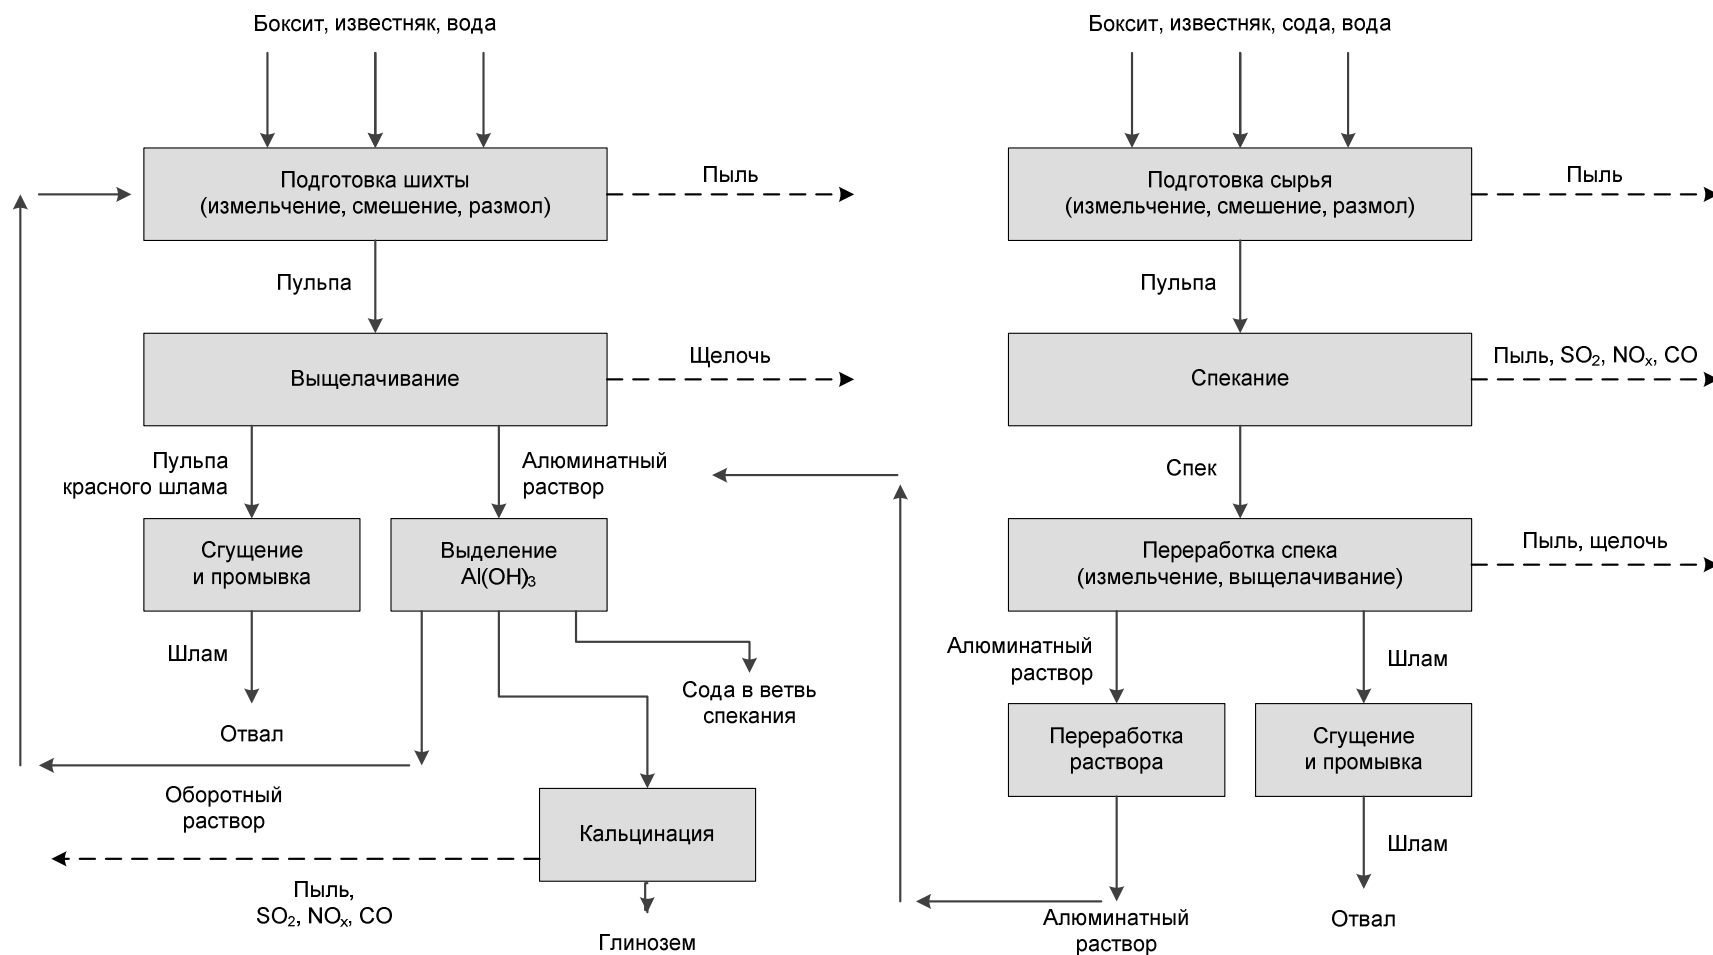 Боксит, известняк, вода
Подготовка шихты
(измельчение, смешение, размол)
Пыль
Пульпа
Выщелачивание
Щелочь
Пульпа
красного шлама
Алюминатный
раствор
Сгущение
и промывка
Выделение
Al(OH)₃
Шлам
Отвал
Сода в ветвь
спекания
Оборотный
раствор
Кальцинация
Пыль,
SO₂, NOₓ, CO
Глинозем
Боксит, известняк, сода, вода
Подготовка сырья
(измельчение, смешение, размол)
Пыль
Пульпа
Спекание
Пыль, SO₂, NOₓ, CO
Спек
Переработка спека
(измельчение, выщелачивание)
Пыль, щелочь
Алюминатный
раствор
Шлам
Переработка
раствора
Сгущение
и промывка
Шлам
Алюминатный
раствор
Отвал